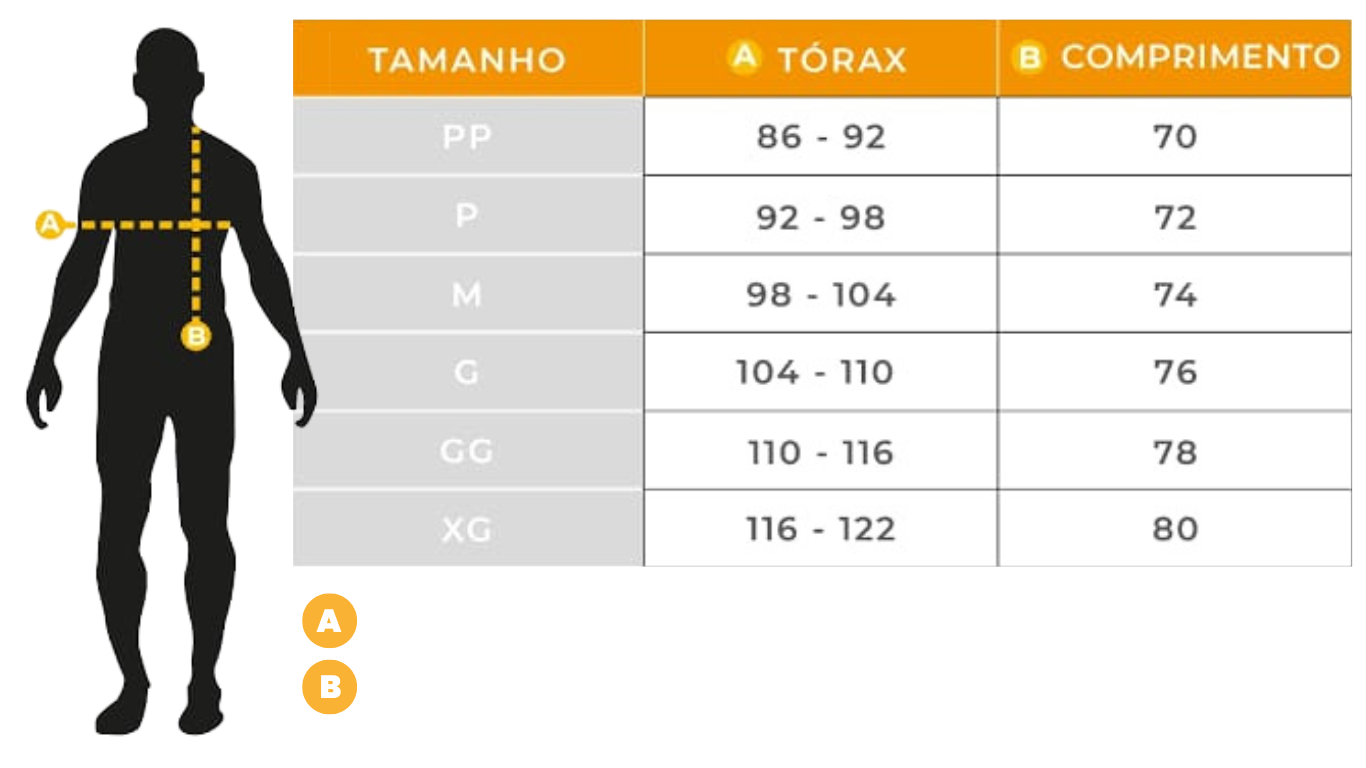 TAMANHO A TÓRAX B COMPRIMENTO
PP 86 - 92 70
P 92 - 98 72
A
M 98 - 104 74
B
G 104 - 110 76
GG 110 - 116 78
XG 116 - 122 80
A
B